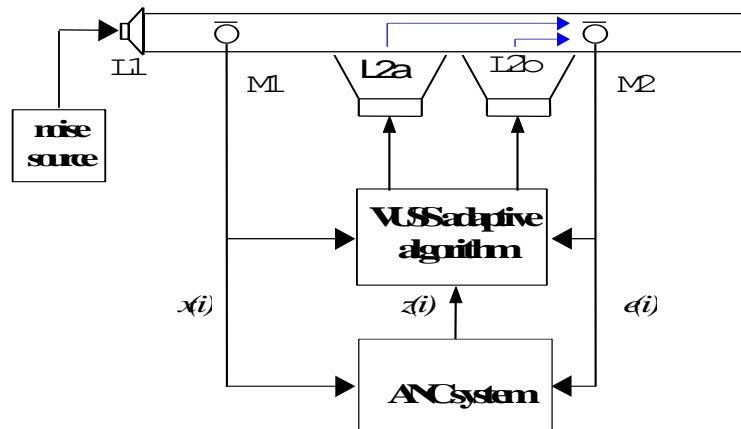 L1
M1
L2a
L2b
M2
noise
source
VUSS adaptive
algorithm
x(i)
z(i)
e(i)
ANC system